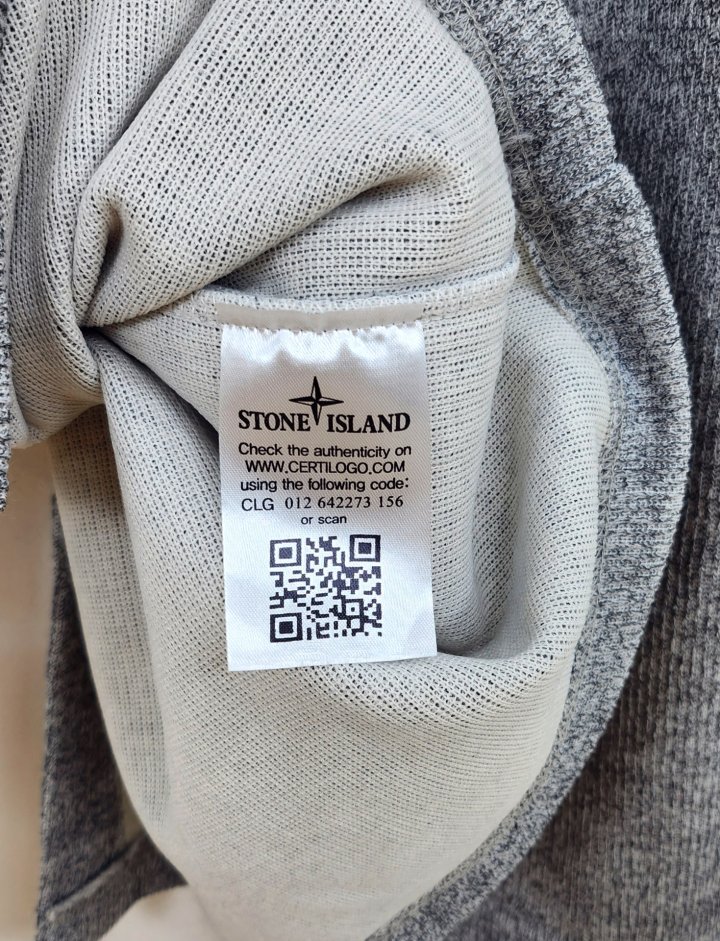 STONE ISLAND
Check the authenticity on
WWW.CERTILOGO.COM
using the following code:
CLG 012 642273 156
or scan